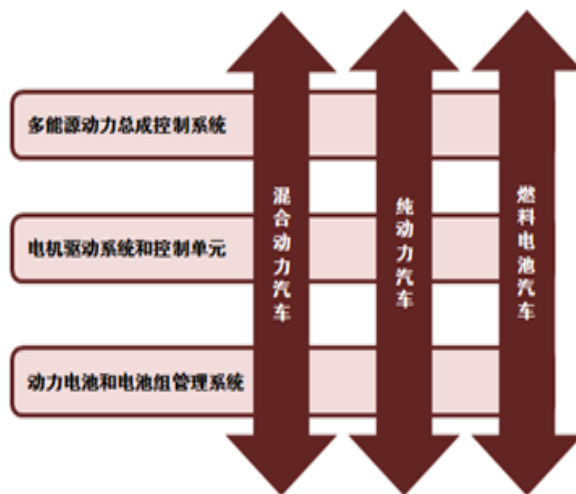 多能源动力总成控制系统
电机驱动系统和控制单元
动力电池和电池组管理系统
混合动力汽车
纯动力汽车
燃料电池汽车